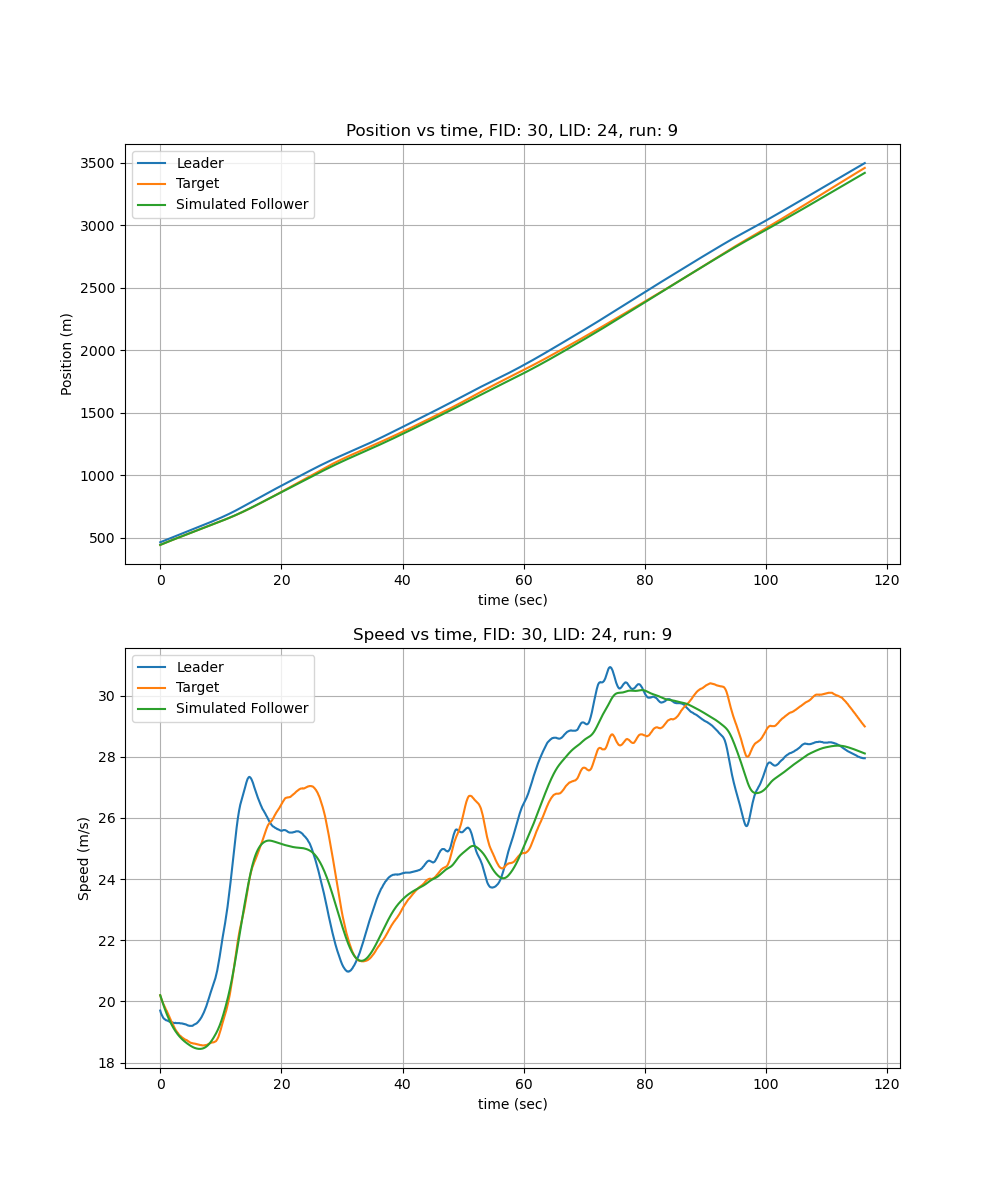 Position vs time, FID: 30, LID: 24, run: 9
Leader
Target
Simulated Follower
3500
3000
2500
2000
1500
1000
500
Position (m)
0 20 40 60 80 100 120
time (sec)
Speed vs time, FID: 30, LID: 24, run: 9
Leader
Target
Simulated Follower
30
28
26
24
22
20
18
Speed (m/s)
0 20 40 60 80 100 120
time (sec)